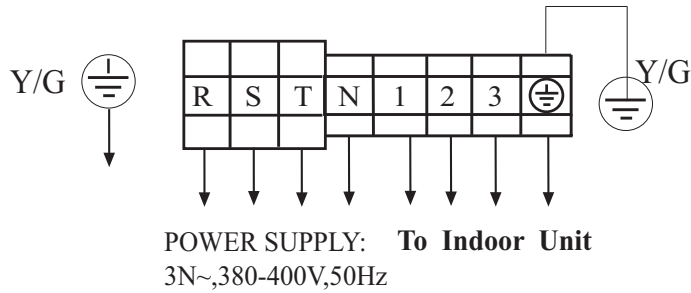 Y/G
Y/G
R S T N 1 2 3
POWER SUPPLY: To Indoor Unit
3N~,380-400V,50Hz